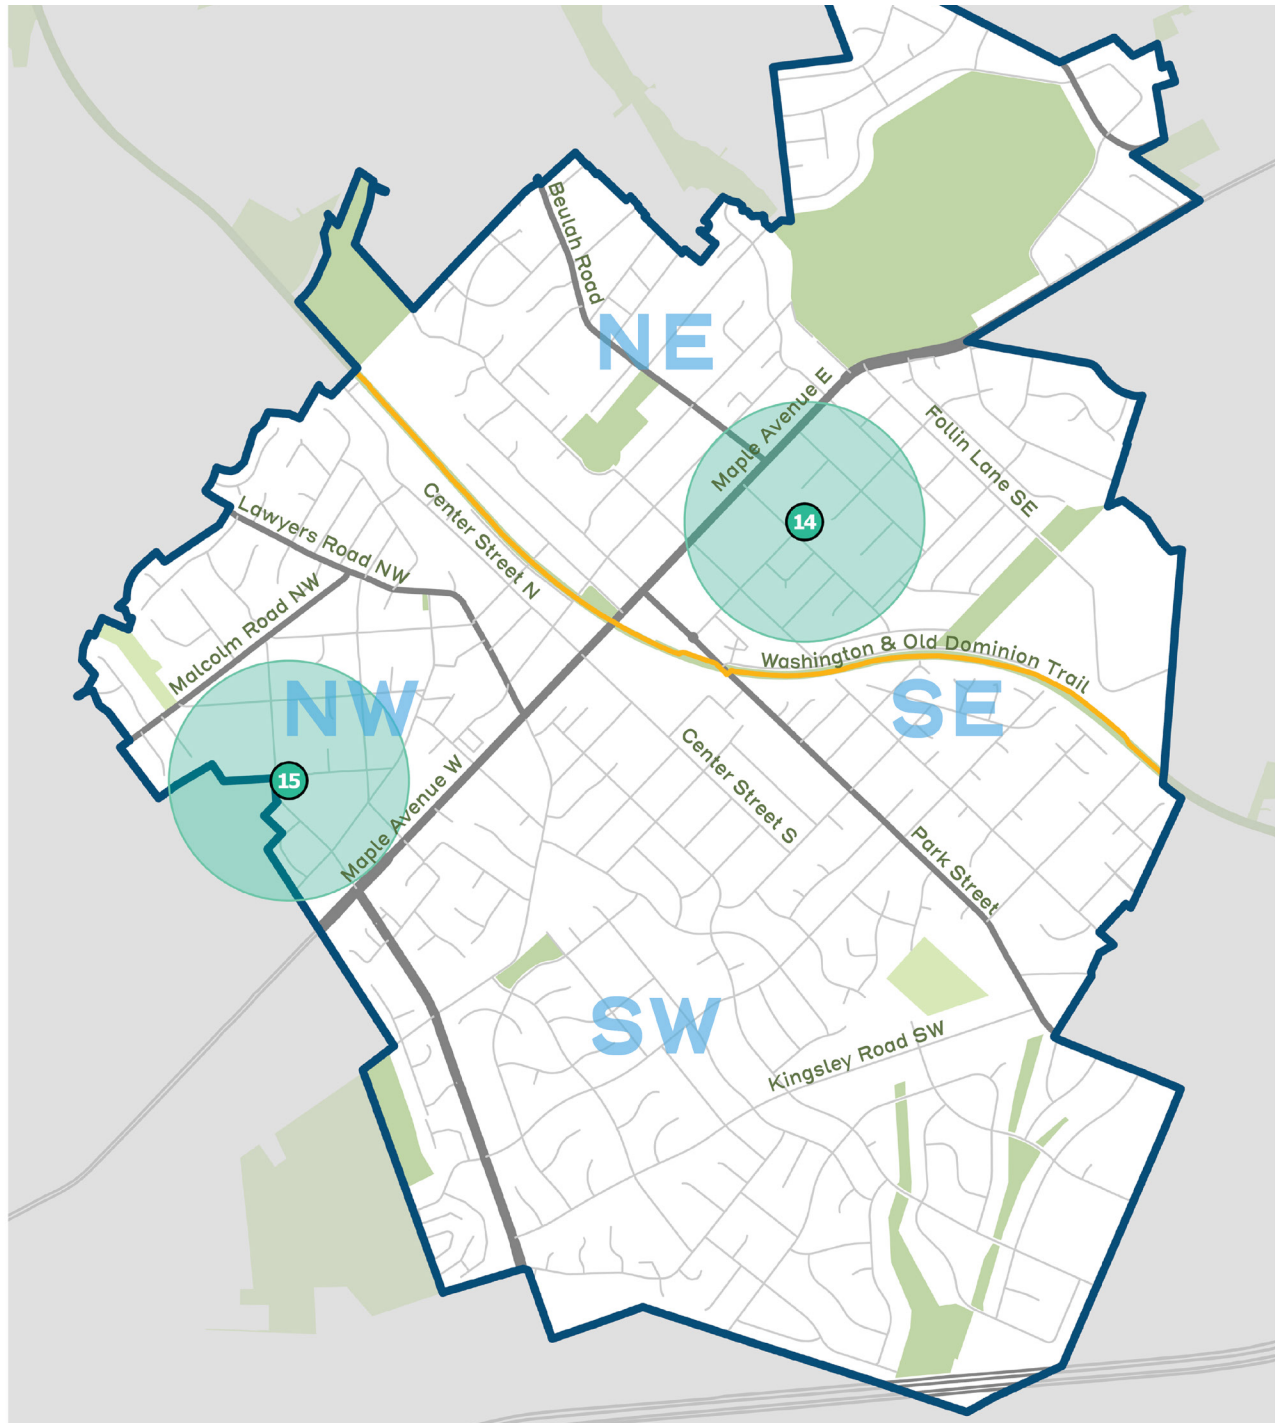 Beulah Road
NE
Maple Avenue E
Follin Lane SE
Lawyers Road NW
Center Street N
14
Malcolm Road NW
Washington & Old Dominion Trail
NW
SE
15
Center Street S
Maple Avenue W
Park Street
SW
Kingsley Road SW